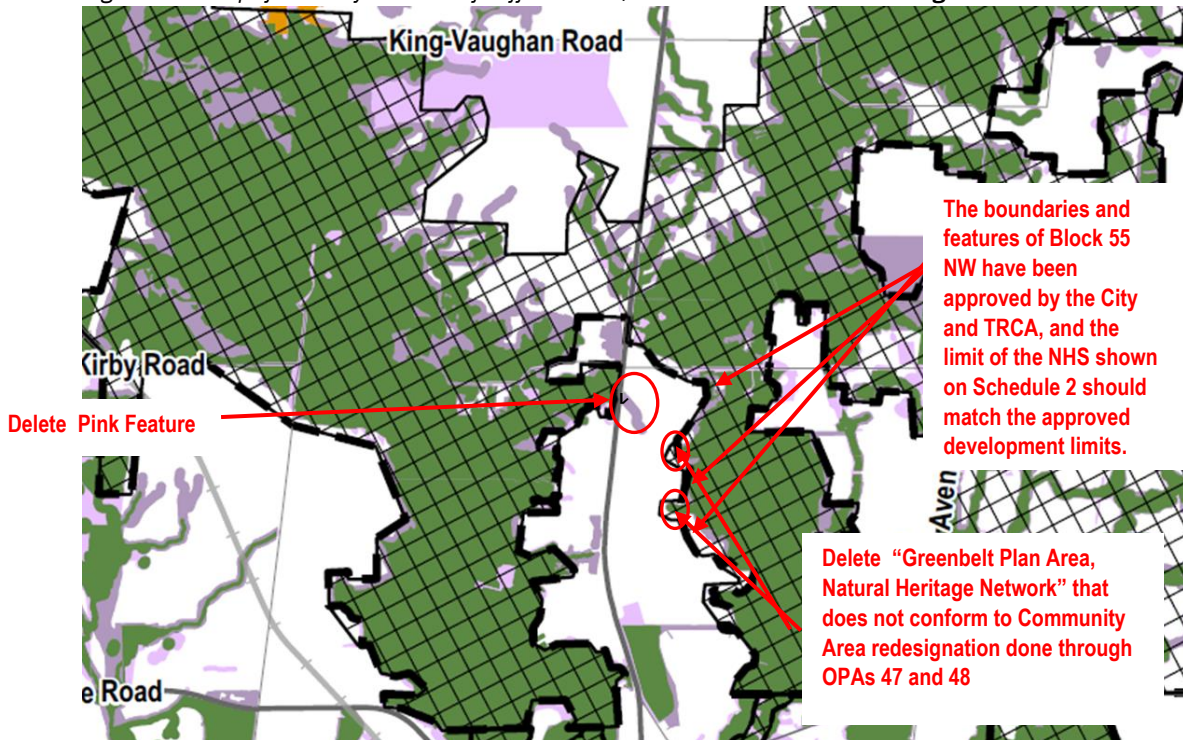 King-Vaughan Road
The boundaries and
features of Block 55
NW have been
approved by the City
and TRCA, and the
limit of the NHS shown
on Schedule 2 should
match the approved
development limits.
Kirby Road
Delete Pink Feature
Aven
Delete “Greenbelt Plan Area,
Natural Heritage Network” that
does not conform to Community
Area redesignation done through
OPAs 47 and 48
e Road